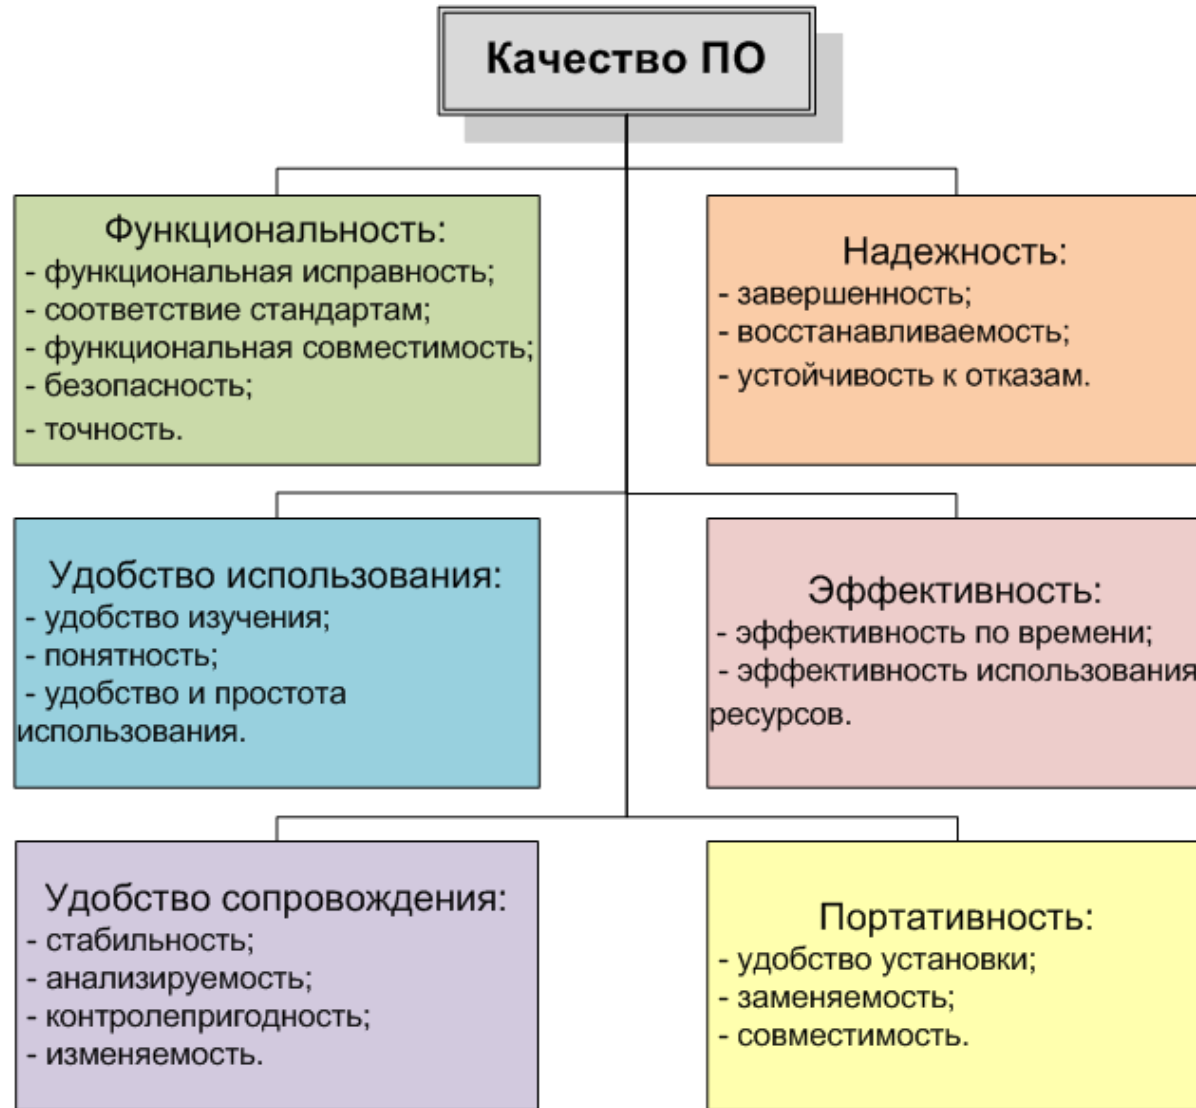 Качество ПО
Функциональность:
- функциональная исправность;
- соответствие стандартам;
- функциональная совместимость;
- безопасность;
- точность.
Надежность:
- завершенность;
- восстанавливаемость;
- устойчивость к отказам.
Удобство использования:
- удобство изучения;
- понятность;
- удобство и простота
использования.
Эффективность:
- эффективность по времени;
- эффективность использования
ресурсов.
Удобство сопровождения:
- стабильность;
- анализируемость;
- контролепригодность;
- изменяемость.
Портативность:
- удобство установки;
- заменяемость;
- совместимость.